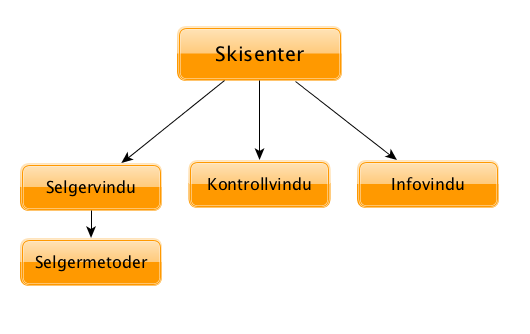 Skisenter
Selgervindu
Kontrollvindu
Infovindu
Selgermetoder